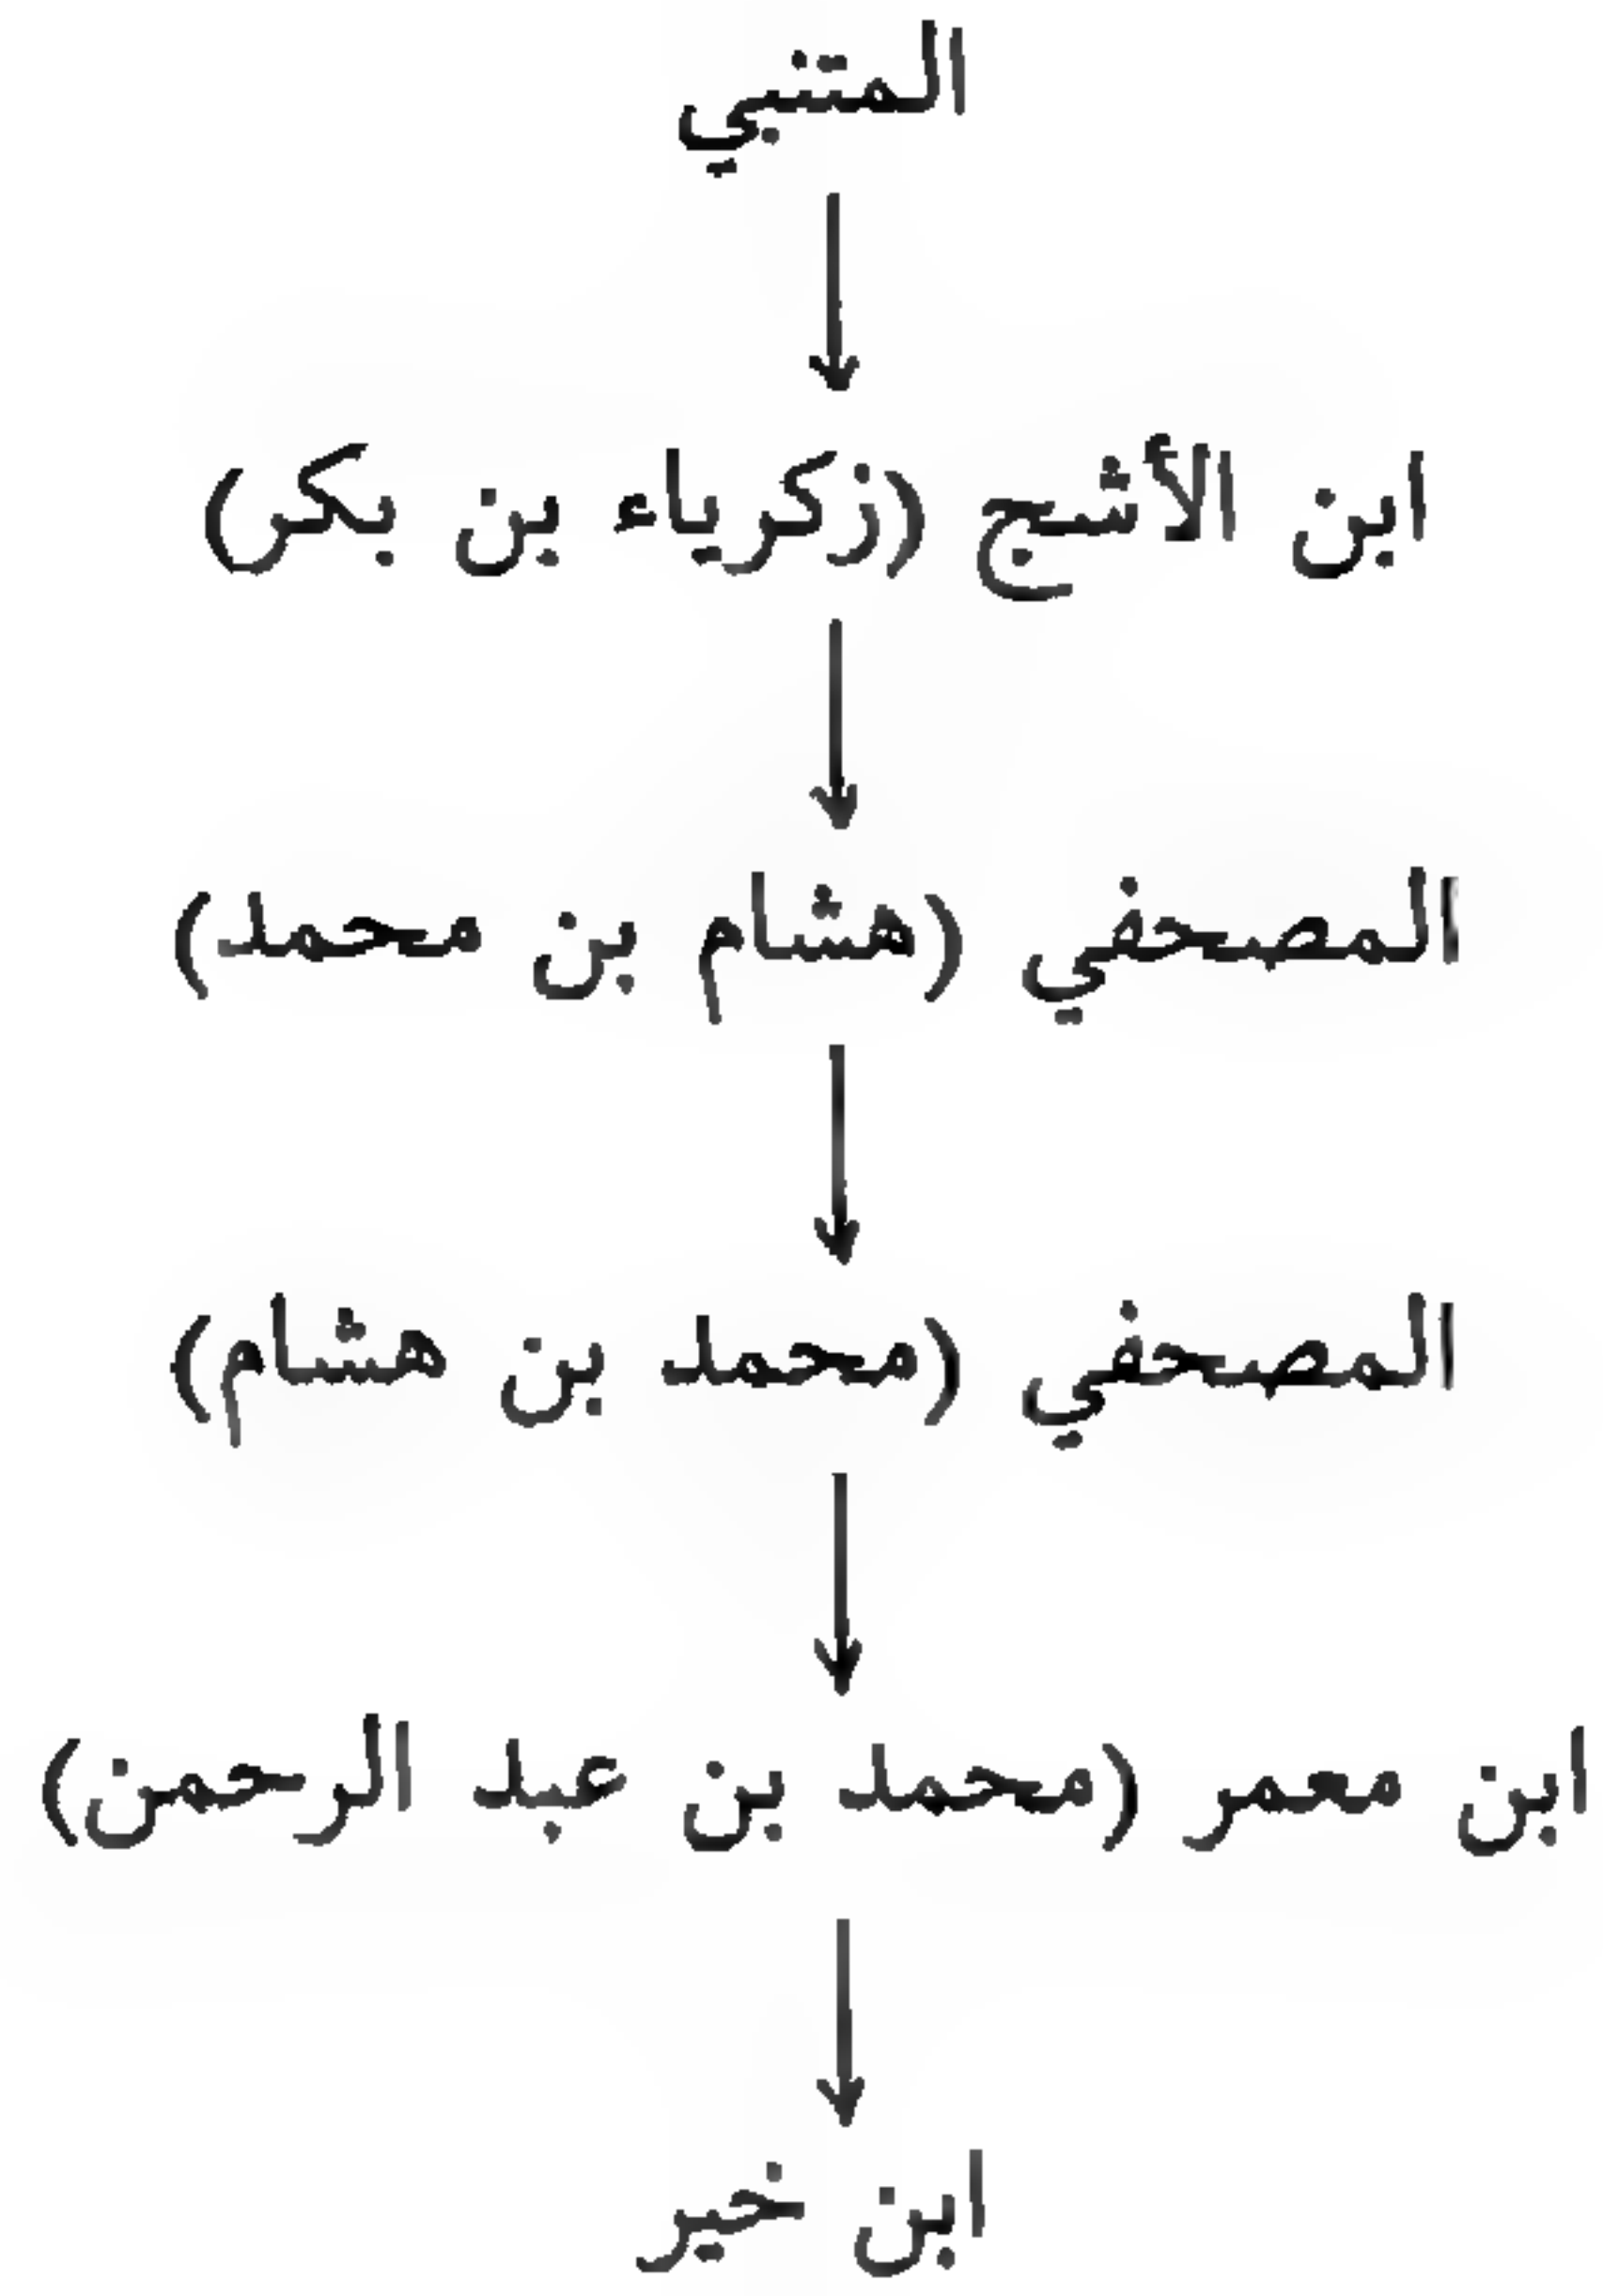 المتنبي
ابن الأشج (زكرياء بن بكر)
المصحفي (هشام بن محمد)
المصحفي (محمد بن هشام)
ابن معمر (محمد بن عبد الرحمن)
ابن خير